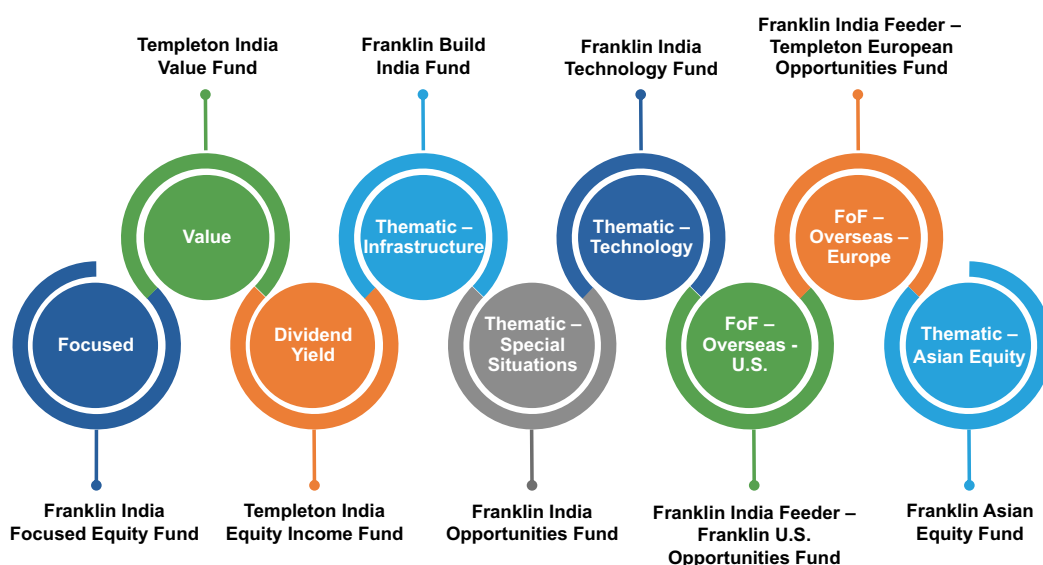 Templeton India
Value Fund
Franklin Build
India Fund
Franklin India
Technology Fund
Franklin India Feeder –
Templeton European
Opportunities Fund
Value
Thematic –
Infrastructure
Thematic –
Technology
FoF –
Overseas –
Europe
Focused
Dividend
Yield
Thematic –
Special
Situations
FoF –
Overseas -
U.S.
Thematic –
Asian Equity
Franklin India
Focused Equity Fund
Templeton India
Equity Income Fund
Franklin India
Opportunities Fund
Franklin India Feeder –
Franklin U.S.
Opportunities Fund
Franklin Asian
Equity Fund